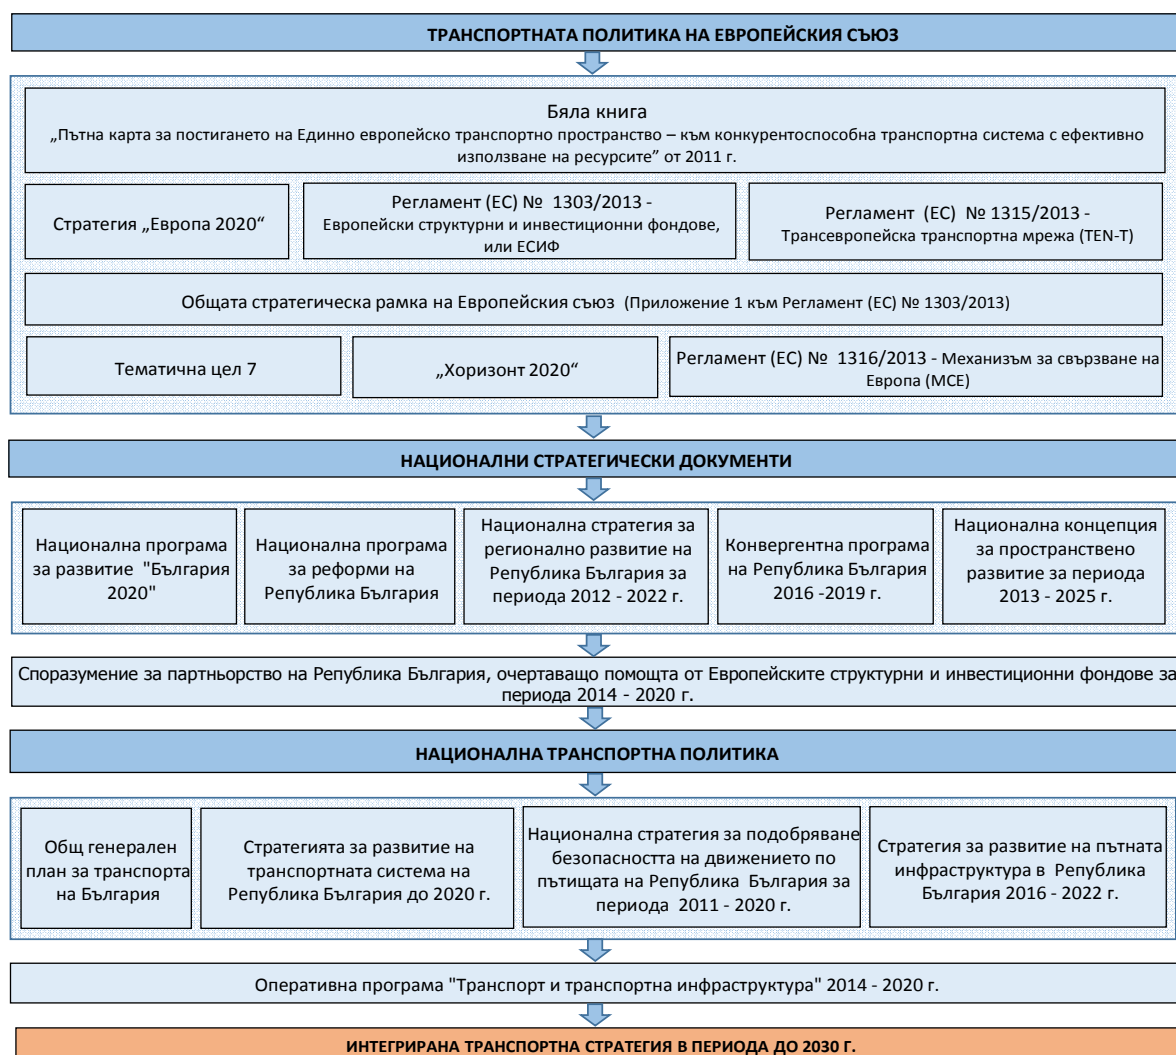 ТРАНСПОРТНАТА ПОЛИТИКА НА ЕВРОПЕЙСКИЯ СЪЮЗ
Бяла книга
„Пътна карта за постигането на Единно европейско транспортно пространство – към конкурентоспособна транспортна система с ефективно
използване на ресурсите” от 2011 г.
Стратегия „Европа 2020“
Регламент (ЕС) № 1303/2013 -
Европейски структурни и инвестиционни фондове,
или ЕСИФ
Регламент (ЕС) № 1315/2013 -
Трансевропейска транспортна мрежа (TEN-T)
Общата стратегическа рамка на Европейския съюз (Приложение 1 към Регламент (ЕС) № 1303/2013)
Тематична цел 7
„Хоризонт 2020“
Регламент (ЕС) № 1316/2013 - Механизъм за свързване на
Европа (МСЕ)
НАЦИОНАЛНИ СТРАТЕГИЧЕСКИ ДОКУМЕНТИ
Национална програма
за развитие "България
2020"
Национална програма
за реформи на
Република България
Национална стратегия за
регионално развитие на
Република България за
периода 2012 - 2022 г.
Конвергентна програма
на Република България
2016 -2019 г.
Национална концепция
за пространствено
развитие за периода
2013 - 2025 г.
Споразумение за партньорство на Република България, очертаващо помощта от Европейските структурни и инвестиционни фондове за
периода 2014 - 2020 г.
НАЦИОНАЛНА ТРАНСПОРТНА ПОЛИТИКА
Общ генерален
план за транспорта
на България
Стратегията за развитие на
транспортната система на
Република България до 2020 г.
Национална стратегия за подобряване
безопасността на движението по
пътищата на Република България за
периода 2011 - 2020 г.
Стратегия за развитие на пътната
инфраструктура в Република
България 2016 - 2022 г.
Оперативна програма "Транспорт и транспортна инфраструктура" 2014 - 2020 г.
ИНТЕГРИРАНА ТРАНСПОРТНА СТРАТЕГИЯ В ПЕРИОДА ДО 2030 Г.